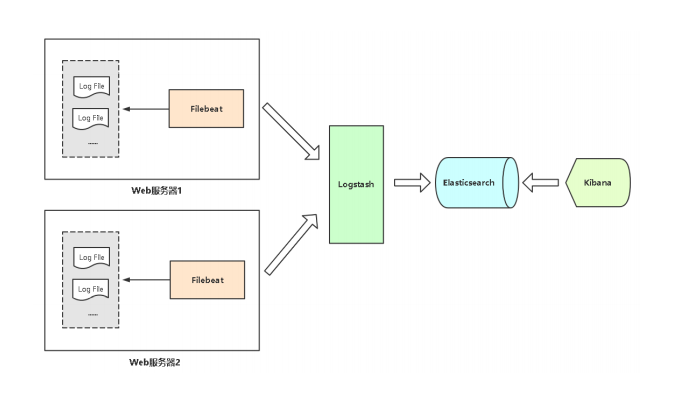 Log File
Log File
......
Filebeat
Web服务器1
Logstash
Elasticsearch
Kibana
Log File
Log File
......
Filebeat
Web服务器2